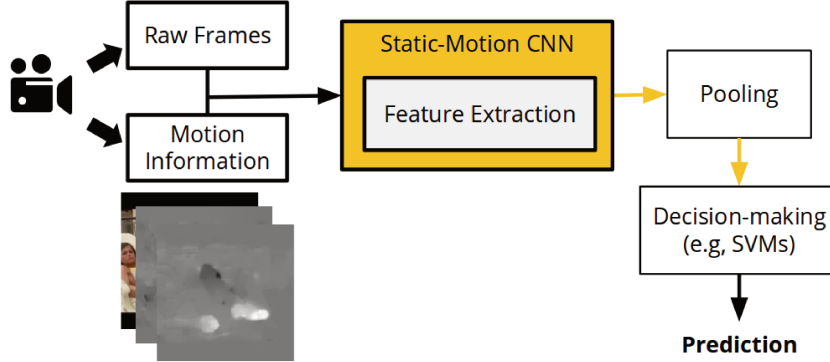 Raw Frames
Motion
Information
Static-Motion CNN
Feature Extraction
Pooling
Decision-making
(e.g, SVMs)
Prediction